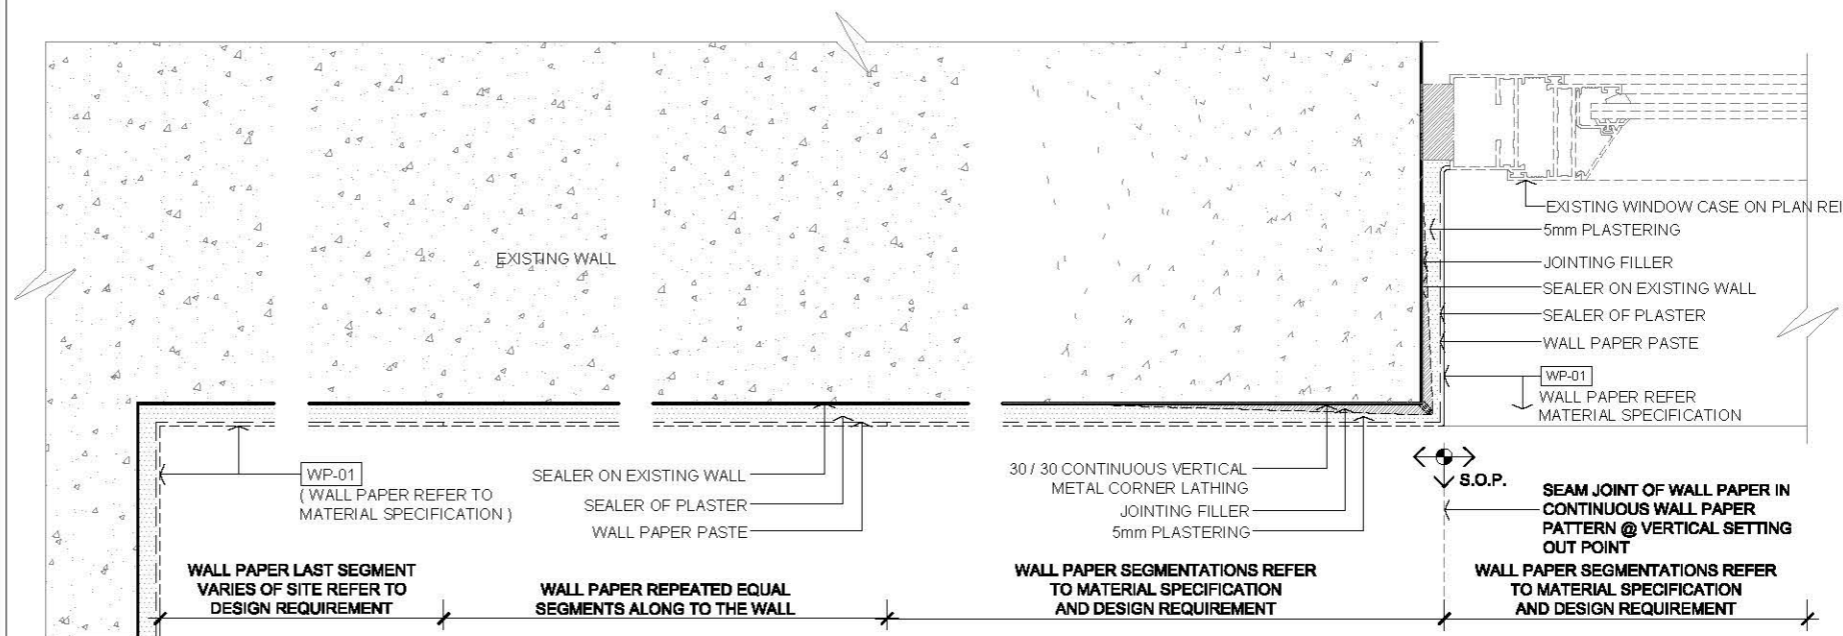 EXISTING WALL
EXISTING WINDOW CASE ON PLAN
5mm PLASTERING
JOINTING FILLER
SEALER ON EXISTING WALL
SEALER OF PLASTER
WALL PAPER PASTE
WP-01
WALL PAPER REFER
MATERIAL SPECIFICATION
WP-01
( WALL PAPER REFER TO
MATERIAL SPECIFICATION )
SEALER ON EXISTING WALL
SEALER OF PLASTER
WALL PAPER PASTE
30 / 30 CONTINUOUS VERTICAL
METAL CORNER LATHING
JOINTING FILLER
5mm PLASTERING
S.O.P.
SEAM JOINT OF WALL PAPER IN
CONTINUOUS WALL PAPER
PATTERN @ VERTICAL SETTING
OUT POINT
WALL PAPER LAST SEGMENT
VARIES OF SITE REFER TO
DESIGN REQUIREMENT
WALL PAPER REPEATED EQUAL
SEGMENTS ALONG TO THE WALL
WALL PAPER SEGMENTATIONS REFER
TO MATERIAL SPECIFICATION
AND DESIGN REQUIREMENT
WALL PAPER SEGMENTATIONS REFER
TO MATERIAL SPECIFICATION
AND DESIGN REQUIREMENT